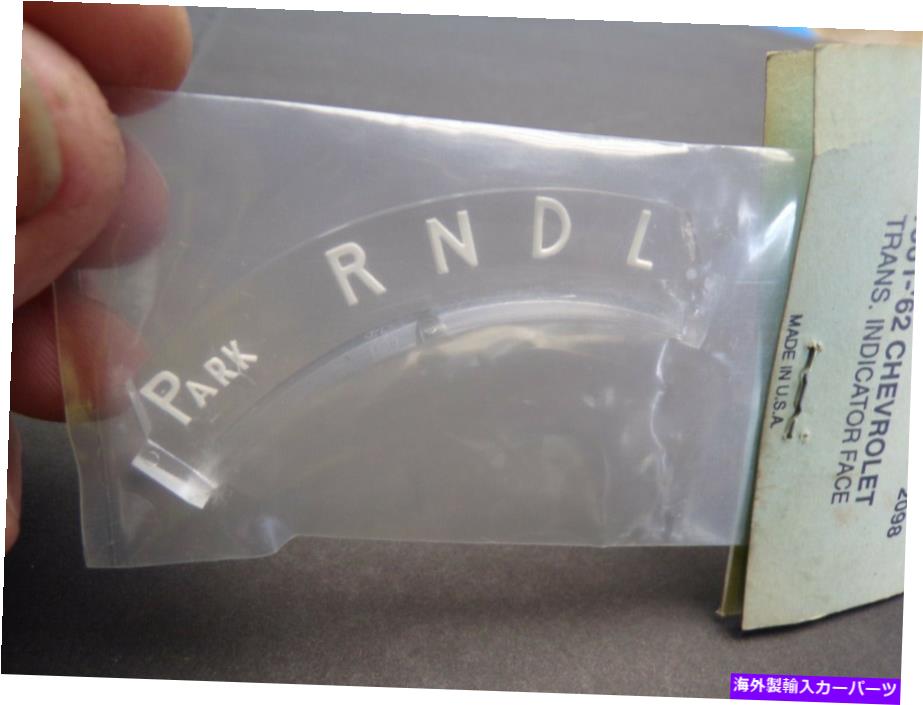 PARK R N D L
'62 CHEVROLET
TRANS. INDICATOR FACE
MADE IN U.S.A.
2098
海外製輸入カーパーツ